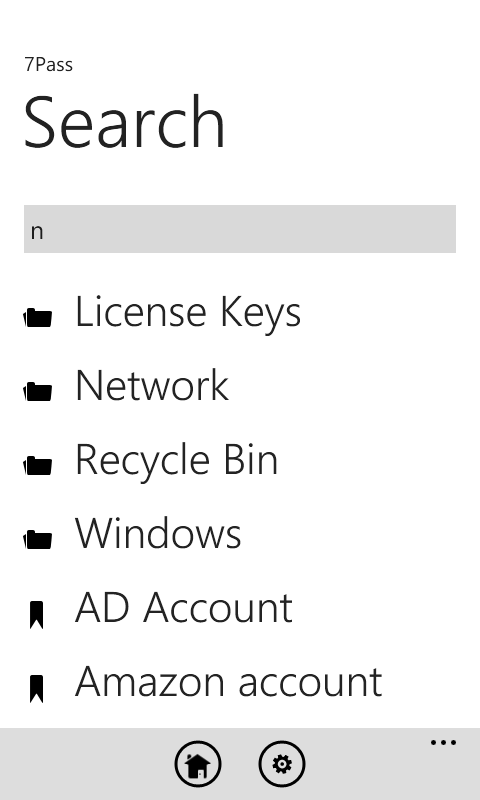 7Pass
Search
n
License Keys
Network
Recycle Bin
Windows
AD Account
Amazon account